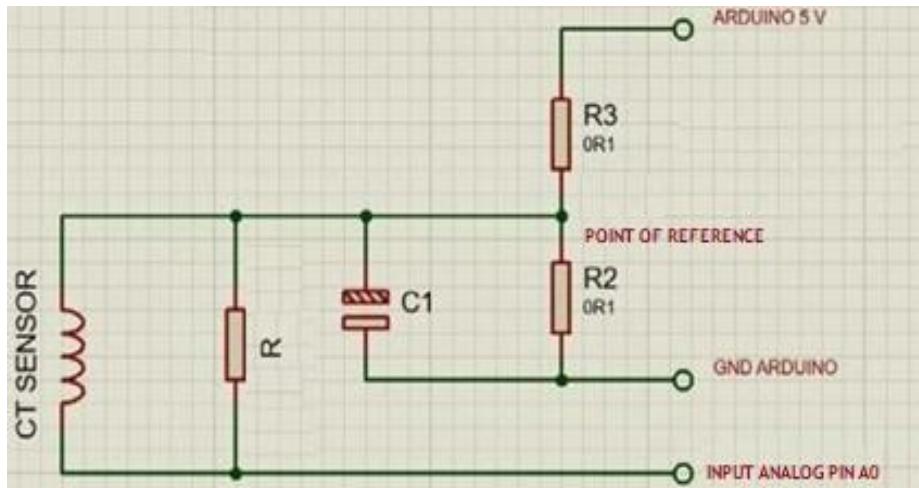 ARDUINO 5 V
R3
0R1
POINT OF REFERENCE
R2
0R1
C1
R
CT SENSOR
GND ARDUINO
INPUT ANALOG PIN A0